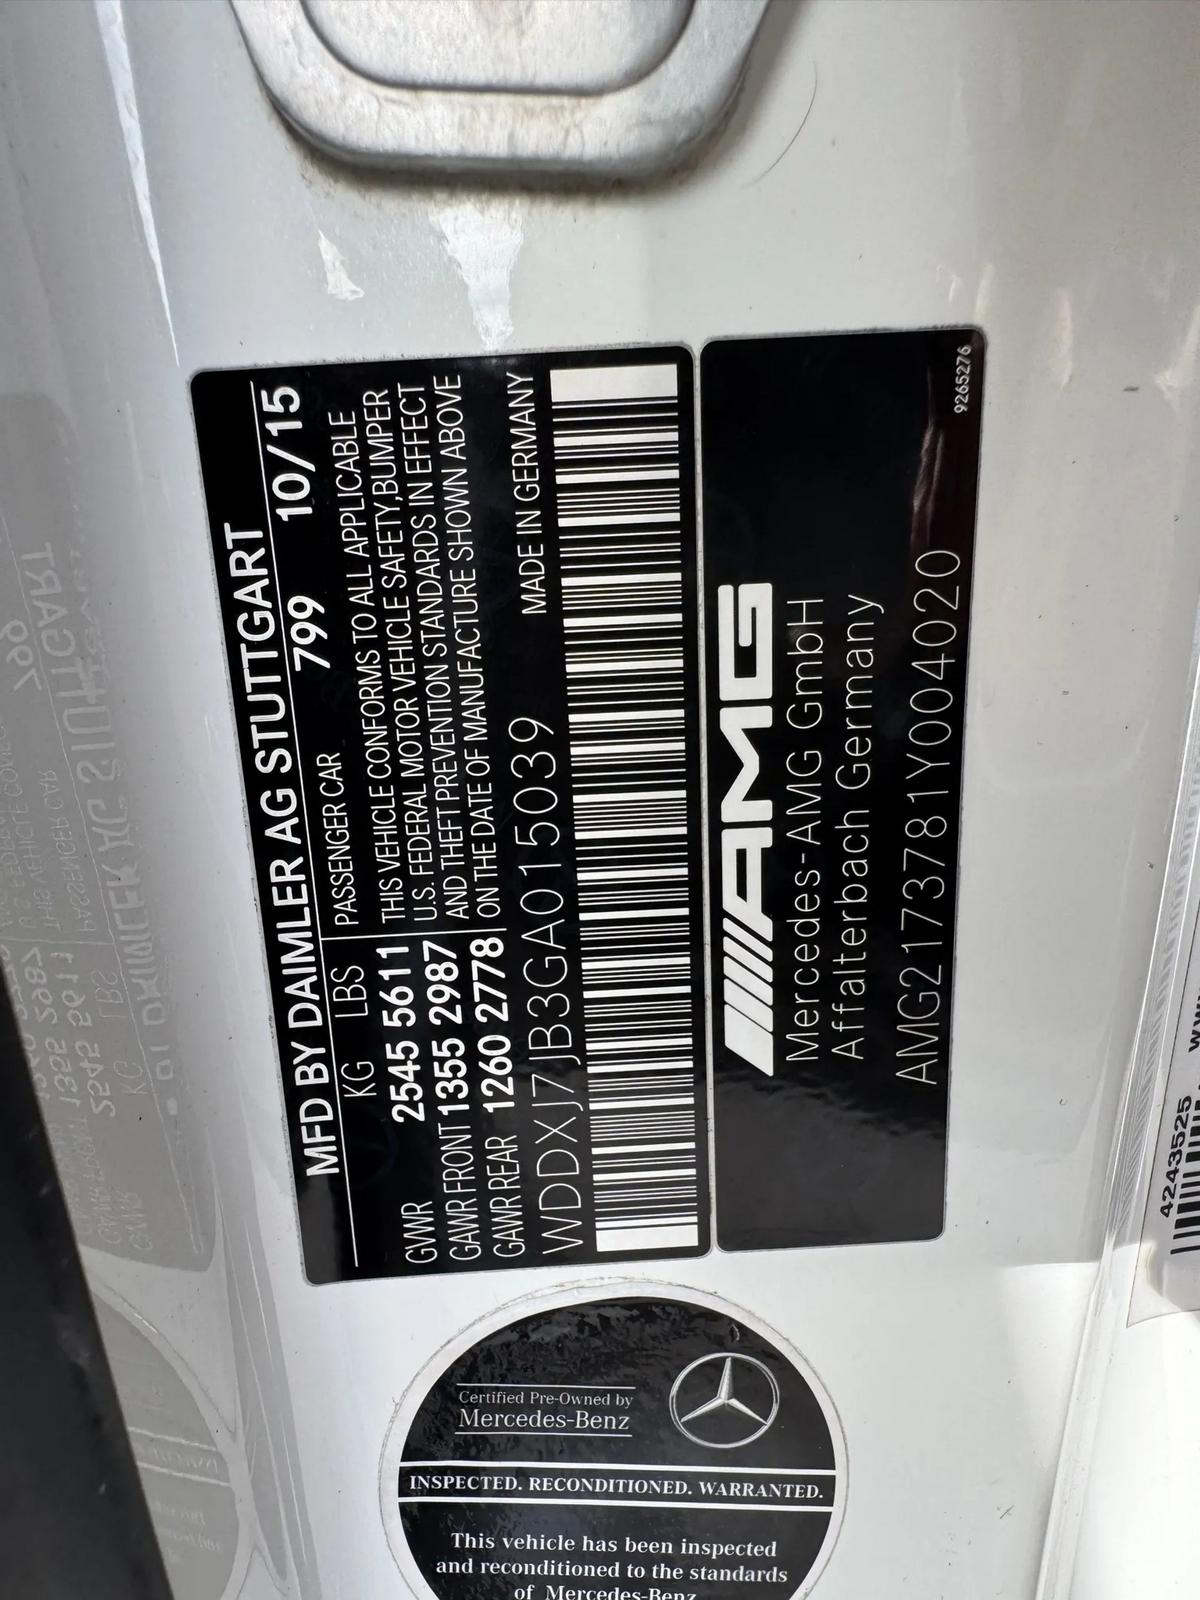 MFD BY DAIMLER AG STUTTGART
799 10/15
KG LBS PASSENGER CAR
GWR 2545 5611
GAWR FRONT 1355 2987
GAWR REAR 1260 2778
THIS VEHICLE CONFORMS TO ALL APPLICABLE
U.S. FEDERAL MOTOR VEHICLE SAFETY,BUMPER
AND THEFT PREVENTION STANDARDS IN EFFECT
ON THE DATE OF MANUFACTURE SHOWN ABOVE
WDDXJ7JB3GA015039 MADE IN GERMANY
AMG
Mercedes-AMG GmbH
Affalterbach Germany
AMG2173781Y004020
9265276
Certified Pre-Owned by
Mercedes-Benz
INSPECTED. RECONDITIONED. WARRANTED.
This vehicle has been inspected
and reconditioned to the standards
of Mercedes-Benz
4243525